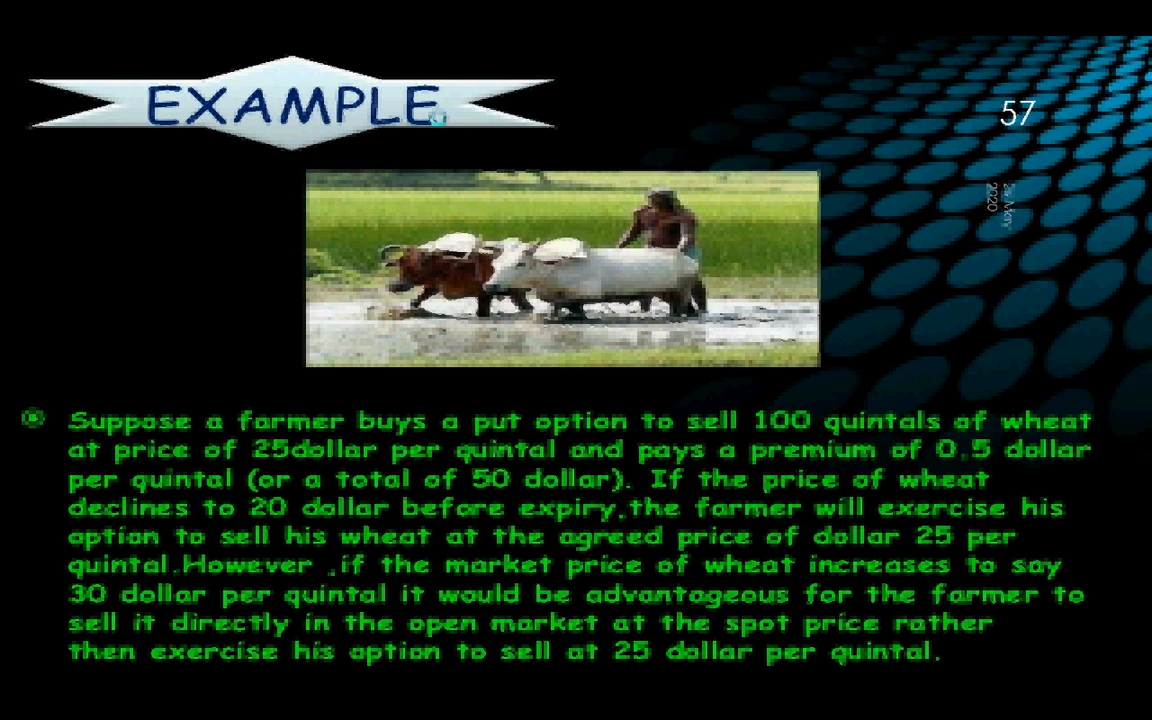 EXAMPLE
57
2020
Suppose a farmer buys a put option to sell 100 quintals of wheat
at price of 25dollar per quintal and pays a premium of 0.5 dollar
per quintal (or a total of 50 dollar). If the price of wheat
declines to 20 dollar before expiry,the farmer will exercise his
option to sell his wheat at the agreed price of dollar 25 per
quintal.However ,if the market price of wheat increases to say
30 dollar per quintal it would be advantageous for the farmer to
sell it directly in the open market at the spot price rather
then exercise his option to sell at 25 dollar per quintal.